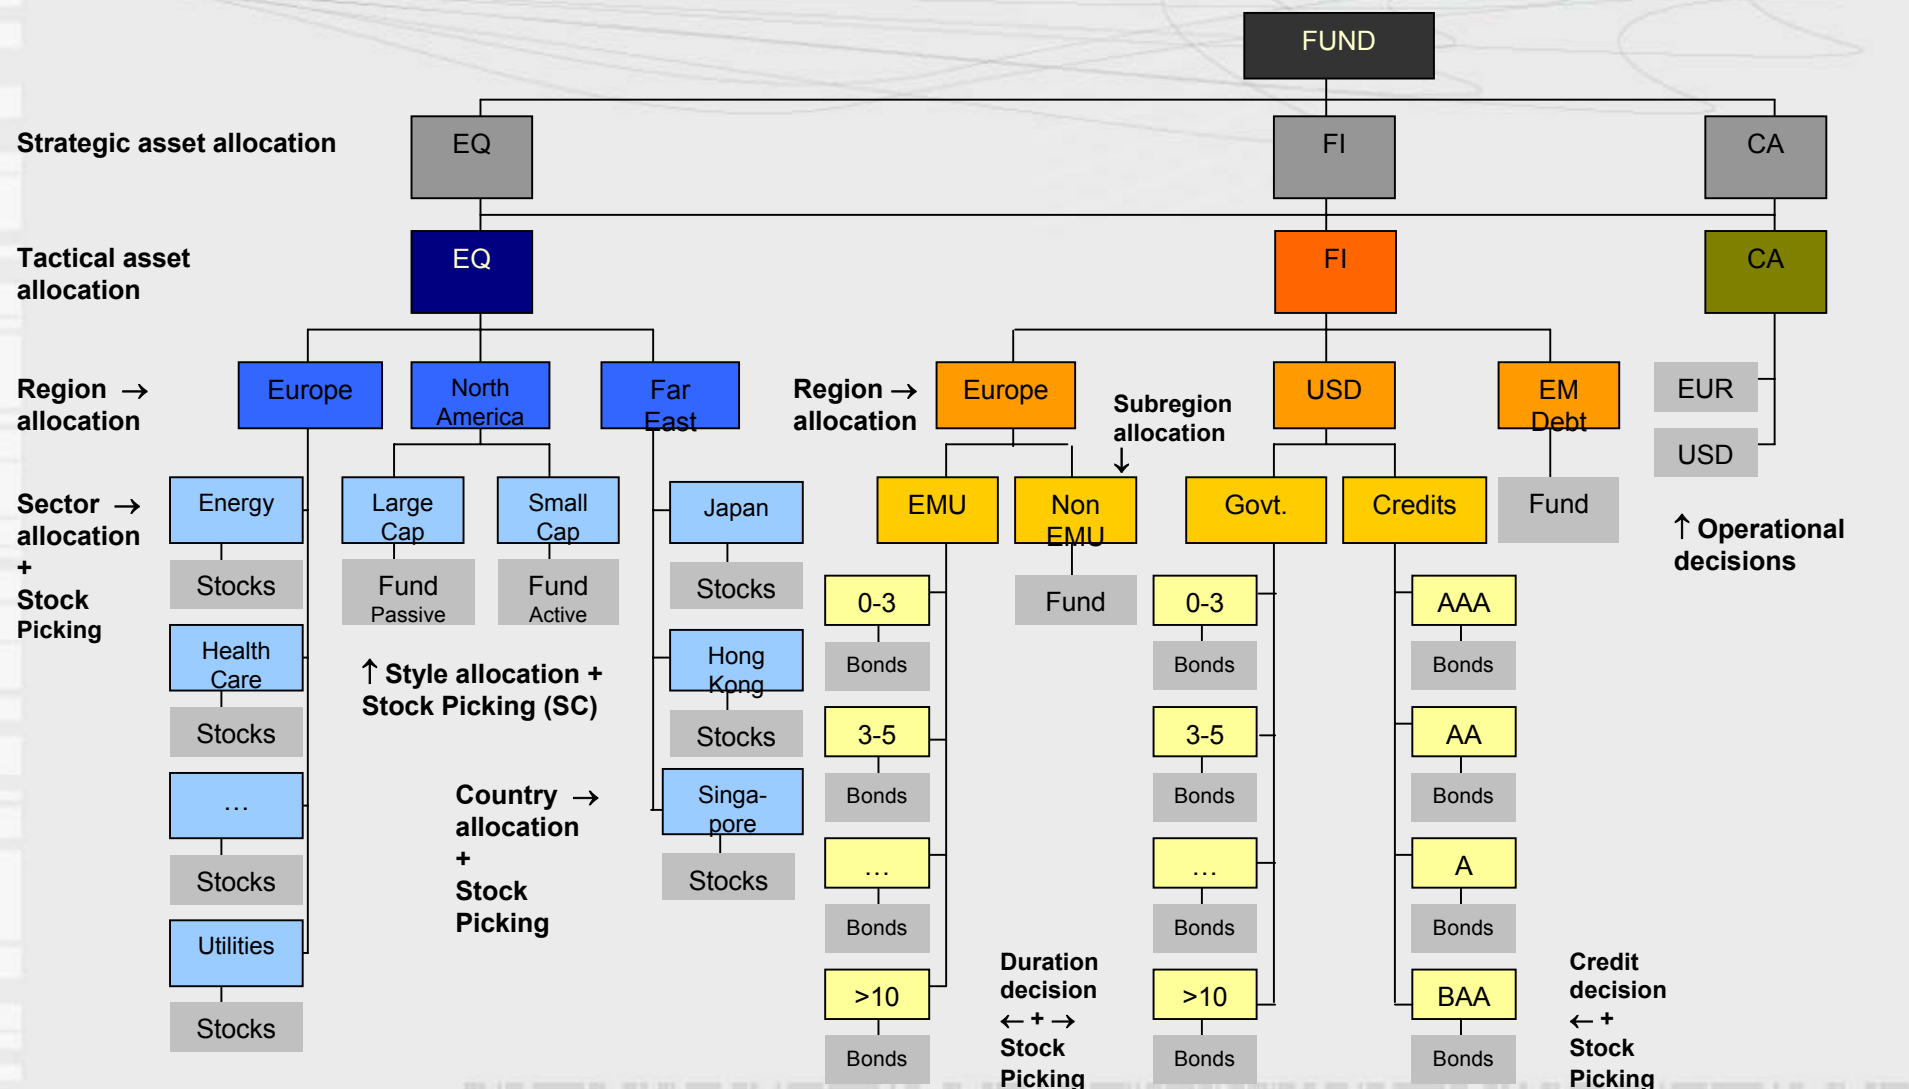 FUND
Strategic asset allocation
EQ
FI
CA
Tactical asset
allocation
EQ
FI
CA
Region →
allocation
Europe
North
America
Far
East
Region →
allocation
Europe
Subregion
allocation
↓
USD
EM
Debt
EUR
USD
↑ Operational
decisions
Sector →
allocation
+
Stock
Picking
Energy
Stocks
Health
Care
Stocks
…
Stocks
Utilities
Stocks
Large
Cap
Fund
Passive
Small
Cap
Fund
Active
↑ Style allocation +
Stock Picking (SC)
Country →
allocation
+
Stock
Picking
Japan
Stocks
Hong
Kong
Stocks
Singa-
pore
Stocks
EMU
0-3
Bonds
3-5
Bonds
…
Bonds
>10
Bonds
Non
EMU
Fund
Duration
decision
← + →
Stock
Picking
Govt.
0-3
Bonds
3-5
Bonds
…
Bonds
>10
Bonds
Credits
AAA
Bonds
AA
Bonds
A
Bonds
BAA
Bonds
Fund
Credit
decision
← +
Stock
Picking